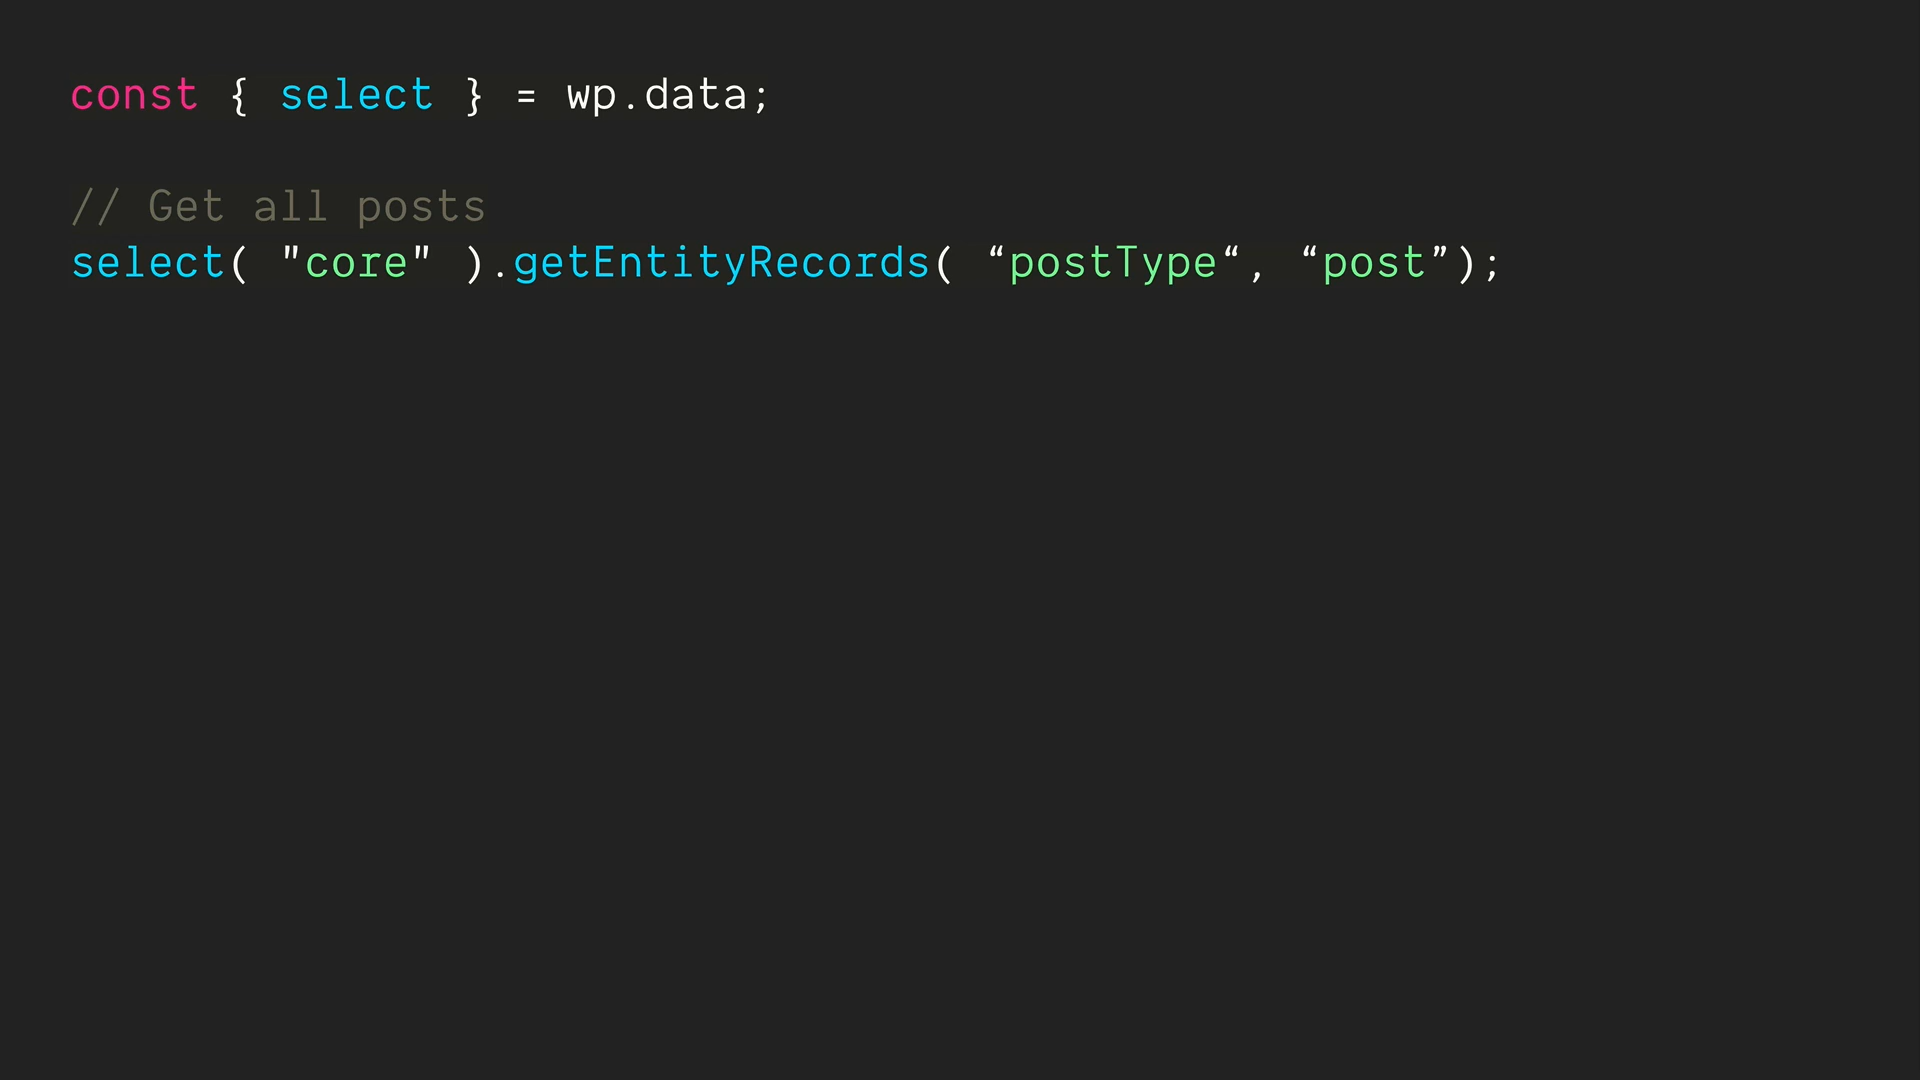 const { select } = wp.data;
// Get all posts
select( "core" ).getEntityRecords( “postType“, “post”);